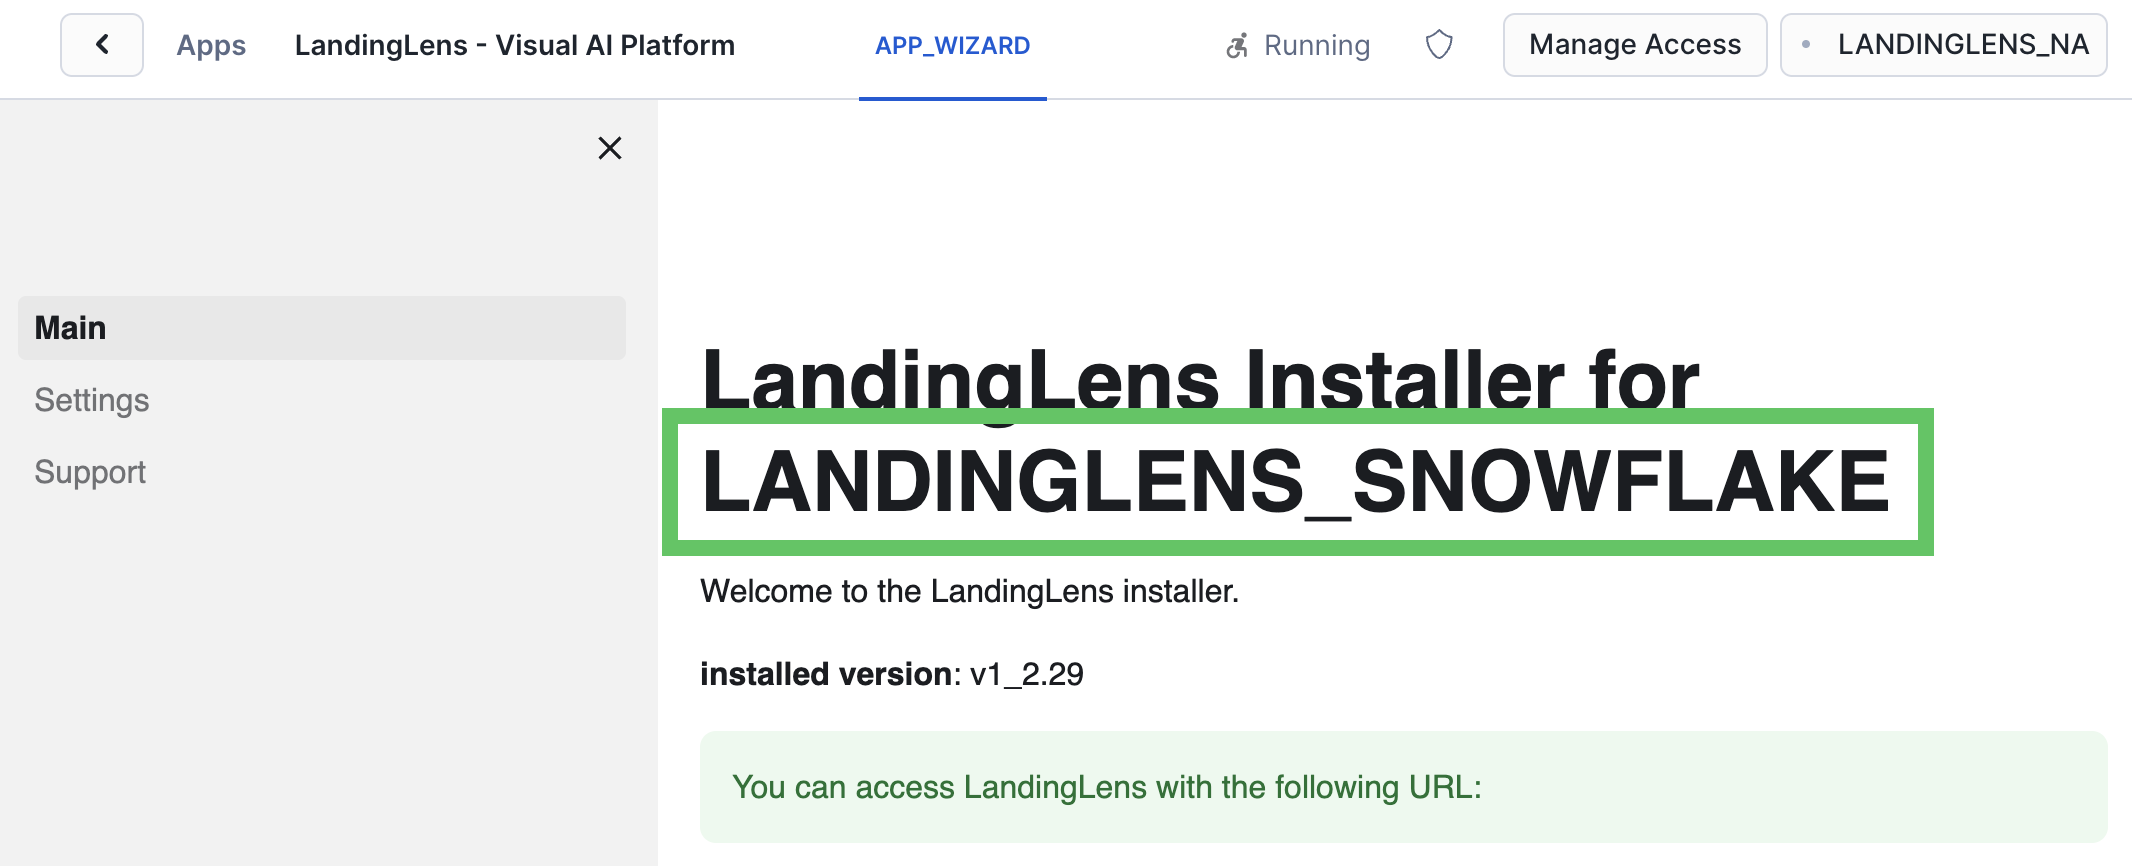 Apps LandingLens - Visual AI Platform APP_WIZARD Running Manage Access LANDINGLENS_NA
Main
Settings
Support
LandingLens Installer for
LANDINGLENS_SNOWFLAKE
Welcome to the LandingLens installer.
installed version: v1_2.29
You can access LandingLens with the following URL: